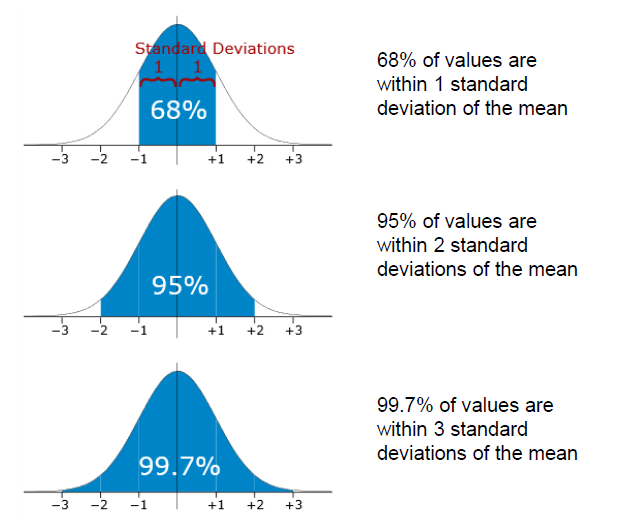 Standard Deviations
1 1
68%
−3 −2 −1 +1 +2 +3
68% of values are
within 1 standard
deviation of the mean
95%
−3 −2 −1 +1 +2 +3
95% of values are
within 2 standard
deviations of the mean
99.7%
−3 −2 −1 +1 +2 +3
99.7% of values are
within 3 standard
deviations of the mean